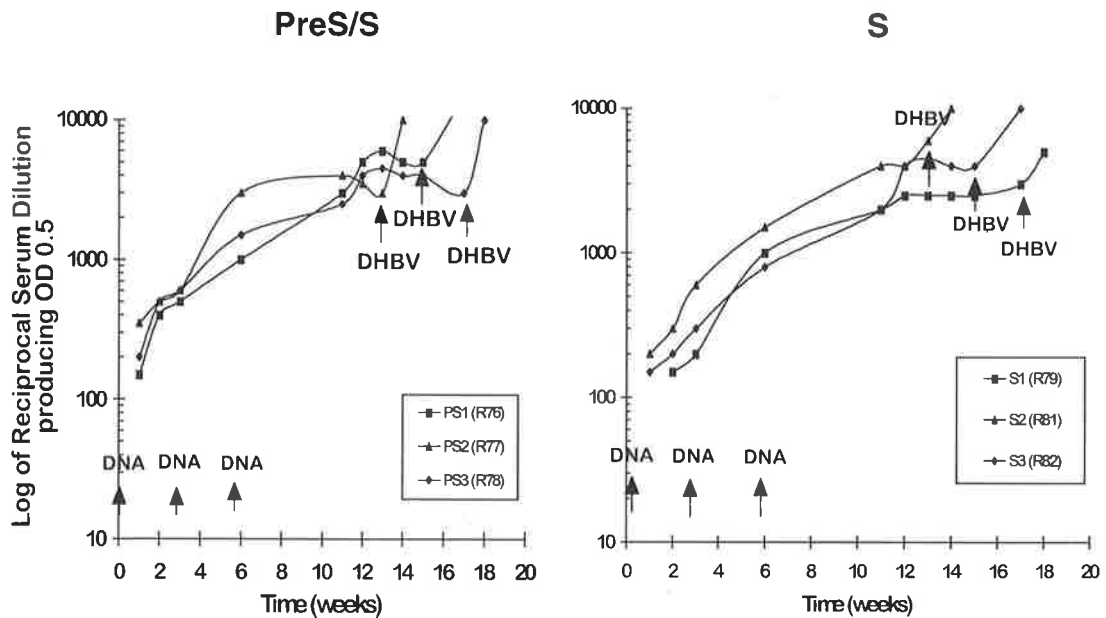 PreS/S
S
Log of Reciprocal Serum Dilution
producing OD 0.5
10000
1000
100
10
DHBV
DHBV
DHBV
PS1 (R76)
PS2 (R77)
PS3 (R78)
DNA
DNA
DNA
0 2 4 6 8 10 12 14 16 18 20
Time (weeks)
10000
1000
100
10
DHBV
DHBV
DHBV
S1 (R79)
S2 (R81)
S3 (R82)
DNA
DNA
DNA
0 2 4 6 8 10 12 14 16 18 20
Time (weeks)